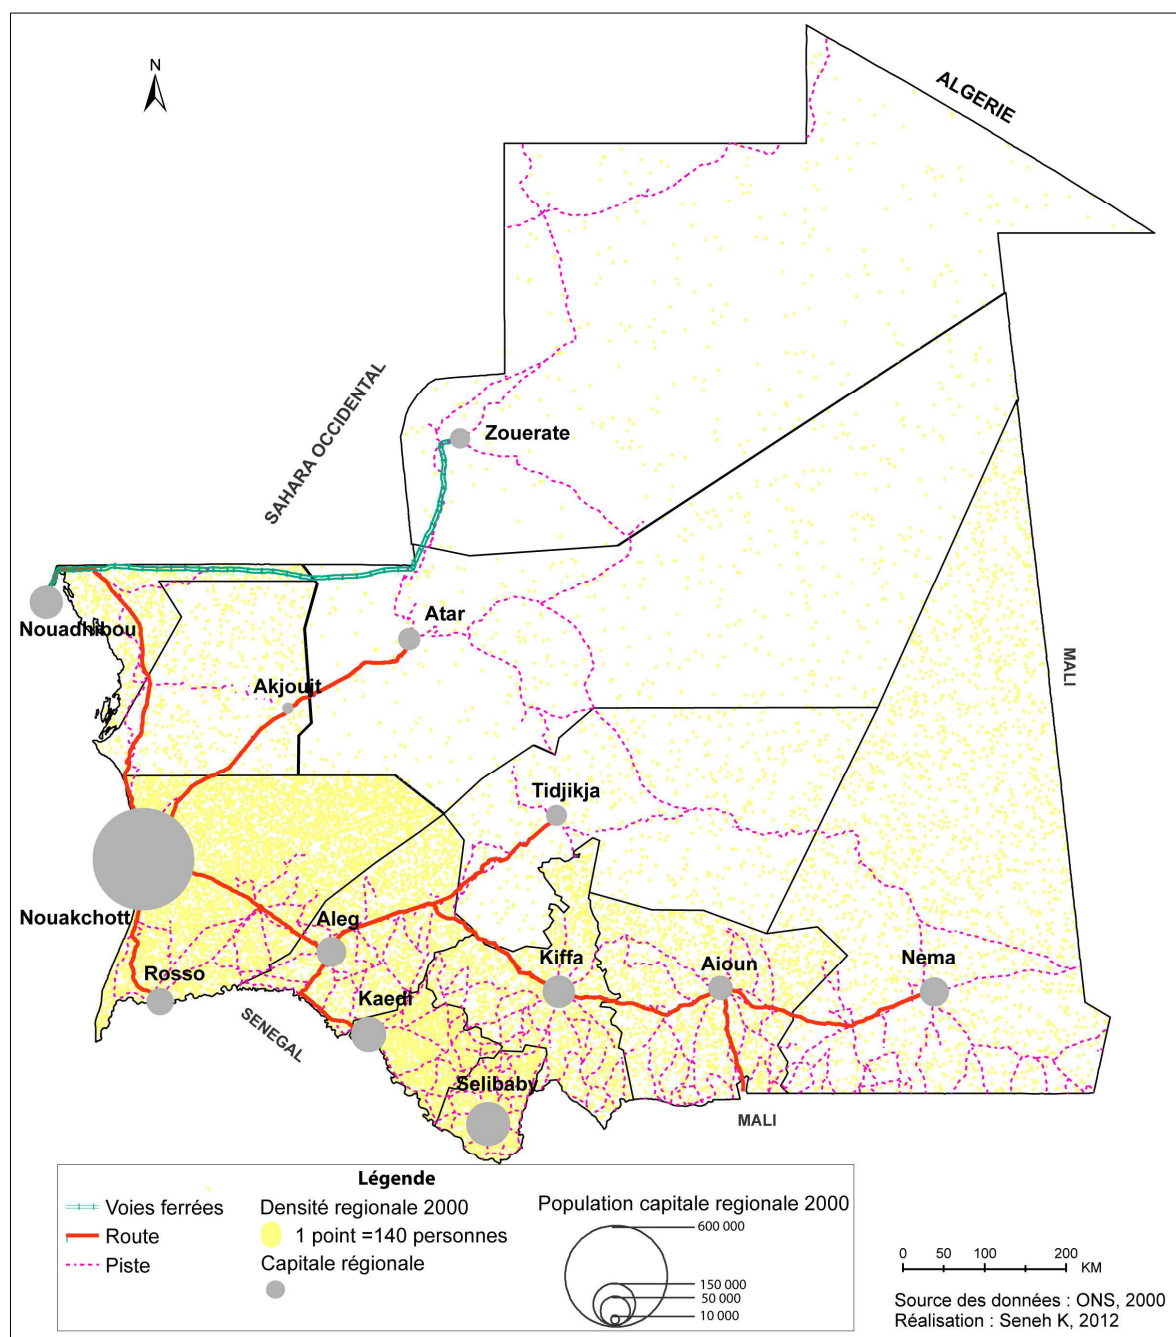 N
ALGERIE
SAHARA OCCIDENTAL
Zouerate
Nouadhibou
Atar
Akjoujt
MALI
Tidjikja
Nouakchott
Aleg
Kiffa
Aioun
Nema
Rosso
Kaedi
SENEGAL
Selibaby
MALI
Légende
Voies ferrées
Route
Piste
Densité regionale 2000
1 point =140 personnes
Capitale régionale
Population capitale regionale 2000
600 000
150 000
50 000
10 000
0 50 100 200
KM
Source des données : ONS, 2000
Réalisation : Seneh K, 2012